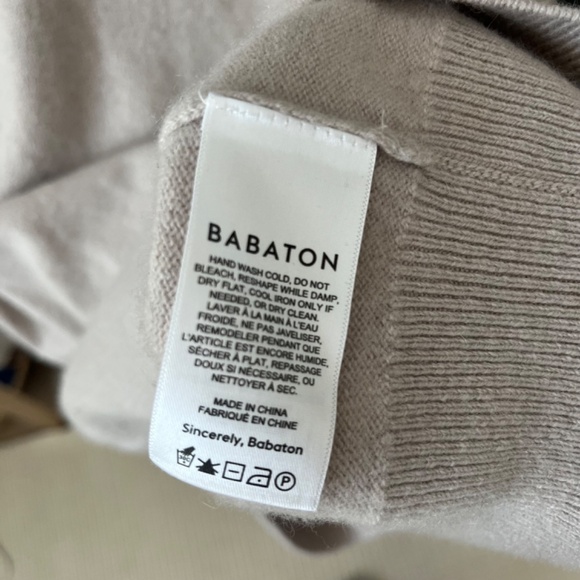 BABATON
HAND WASH COLD, DO NOT
BLEACH, RESHAPE WHILE DAMP,
DRY FLAT, COOL IRON ONLY IF
NEEDED, OR DRY CLEAN.
LAVER À LA MAIN À L'EAU
FROIDE, NE PAS JAVELISER,
REMODELER PENDANT QUE
L'ARTICLE EST ENCORE HUMIDE,
SÉCHER À PLAT, REPASSAGE
DOUX SI NÉCESSAIRE, OU
NETTOYER À SEC.
MADE IN CHINA
FABRIQUÉ EN CHINE
Sincerely, Babaton
P